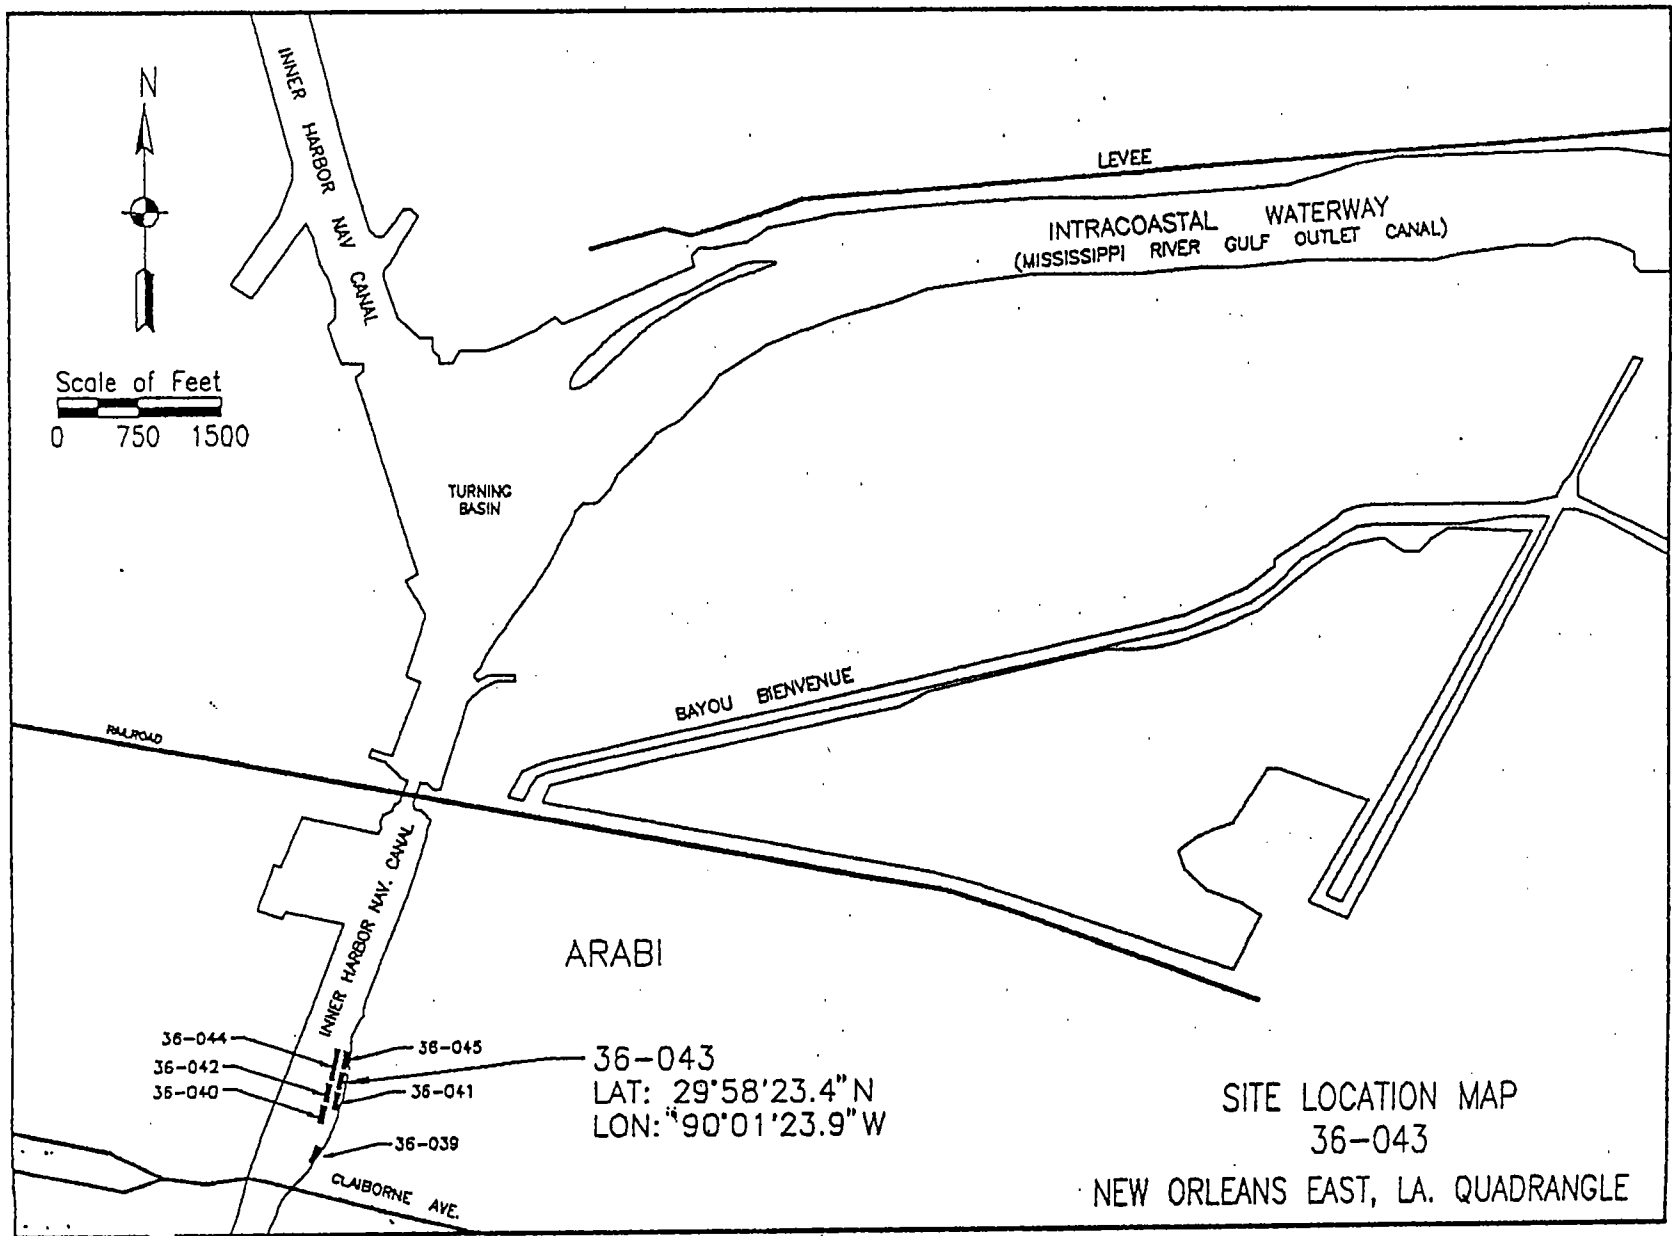 N
INNER HARBOR NAV CANAL
LEVEE
INTRACOASTAL WATERWAY
(MISSISSIPPI RIVER GULF OUTLET CANAL)
Scale of Feet
0 750 1500
TURNING
BASIN
BAYOU BIENVENUE
RAILROAD
INNER HARBOR NAV. CANAL
ARABI
36-044
36-045
36-042
36-040
36-041
36-039
36-043
LAT: 29°58'23.4"N
LON: 90°01'23.9"W
CLAIBORNE AVE.
SITE LOCATION MAP
36-043
NEW ORLEANS EAST, LA. QUADRANGLE